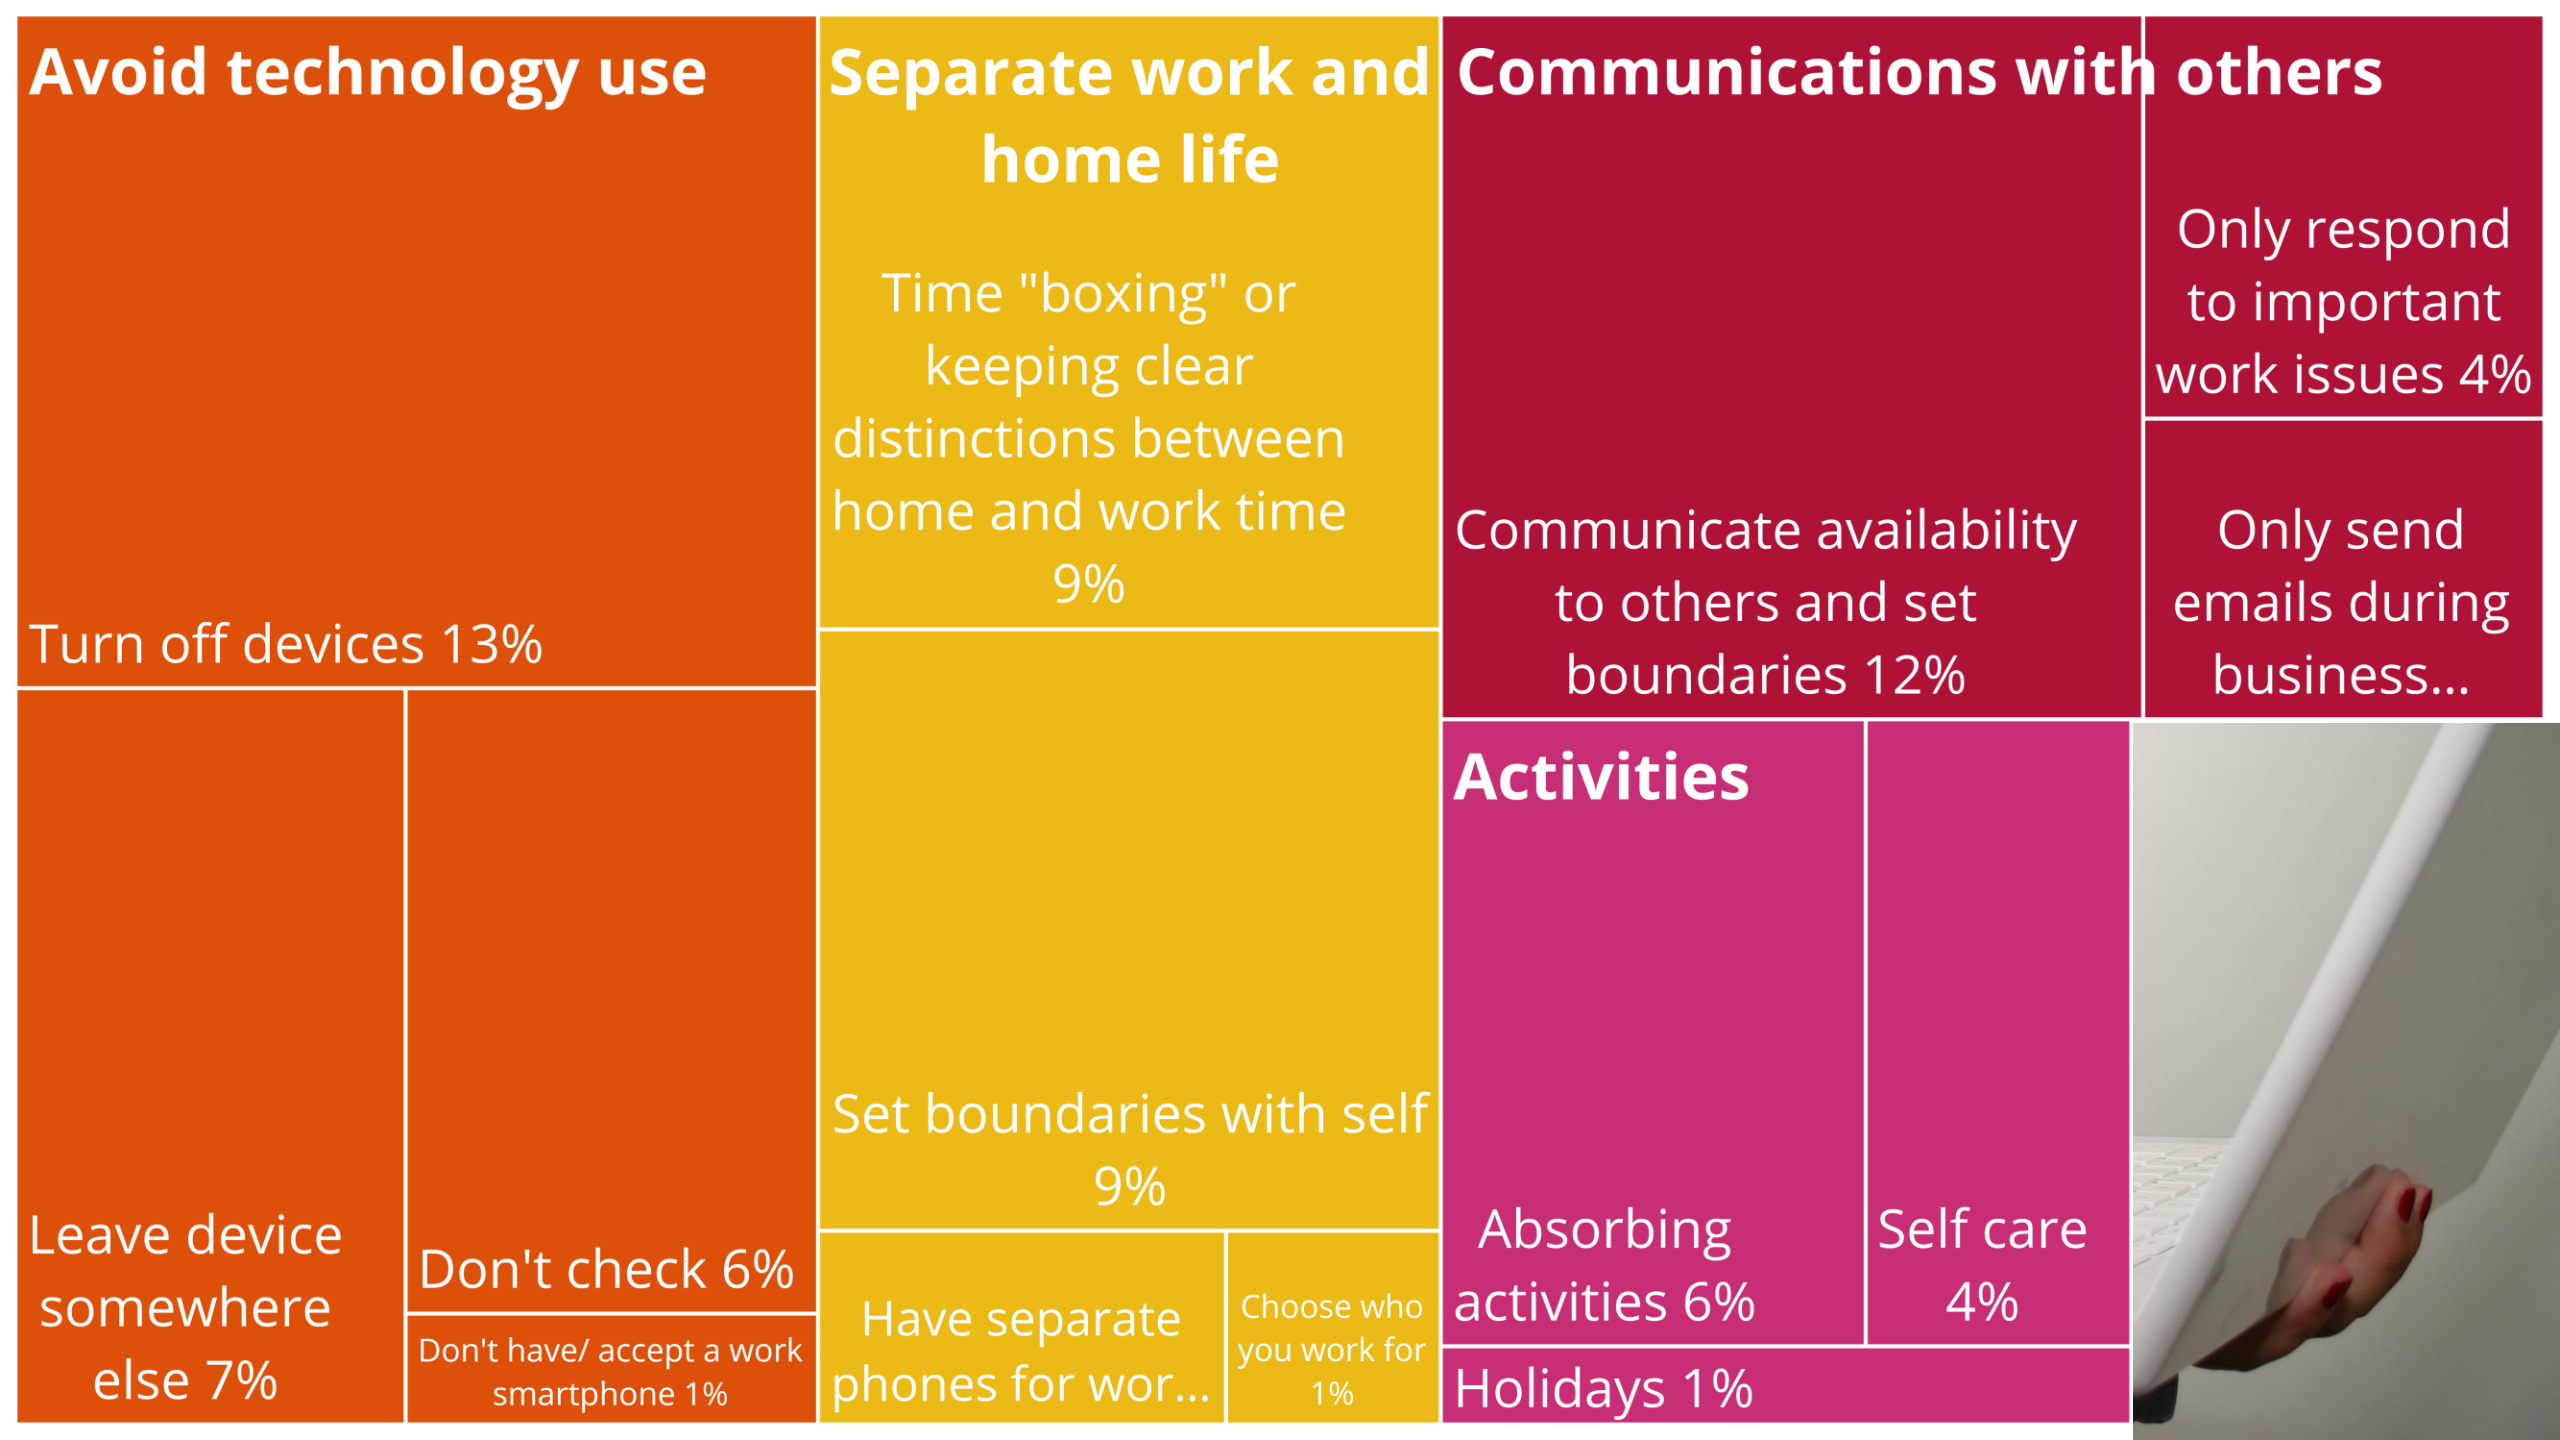 Avoid technology use
Turn off devices 13%
Leave device
somewhere
else 7%
Don't check 6%
Don't have/ accept a work
smartphone 1%
Separate work and
home life
Time "boxing" or
keeping clear
distinctions between
home and work time
9%
Set boundaries with self
9%
Have separate
phones for wor...
Choose who
you work for
1%
Communications with others
Communicate availability
to others and set
boundaries 12%
Only respond
to important
work issues 4%
Only send
emails during
business...
Activities
Absorbing
activities 6%
Self care
4%
Holidays 1%